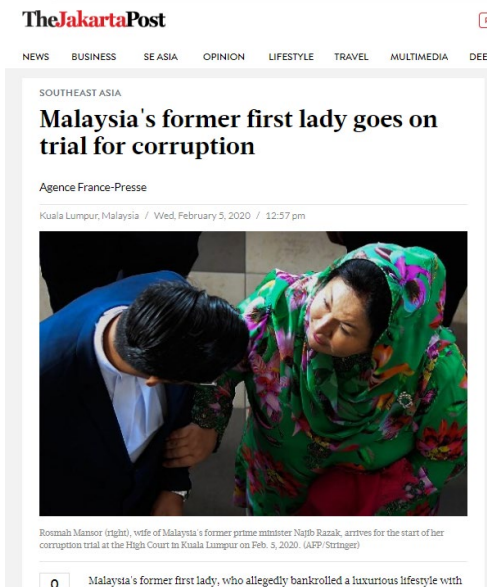 TheJakartaPost
NEWS BUSINESS SE ASIA OPINION LIFESTYLE TRAVEL MULTIMEDIA DEE
SOUTHEAST ASIA
Malaysia's former first lady goes on
trial for corruption
Agence France-Presse
Kuala Lumpur, Malaysia / Wed, February 5, 2020 / 12:57 pm
Rosmah Mansor (right), wife of Malaysia's former prime minister Najib Razak, arrives for the start of her
corruption trial at the High Court in Kuala Lumpur on Feb. 5, 2020. (AFP/Stringer)
0
Malaysia's former first lady, who allegedly bankrolled a luxurious lifestyle with